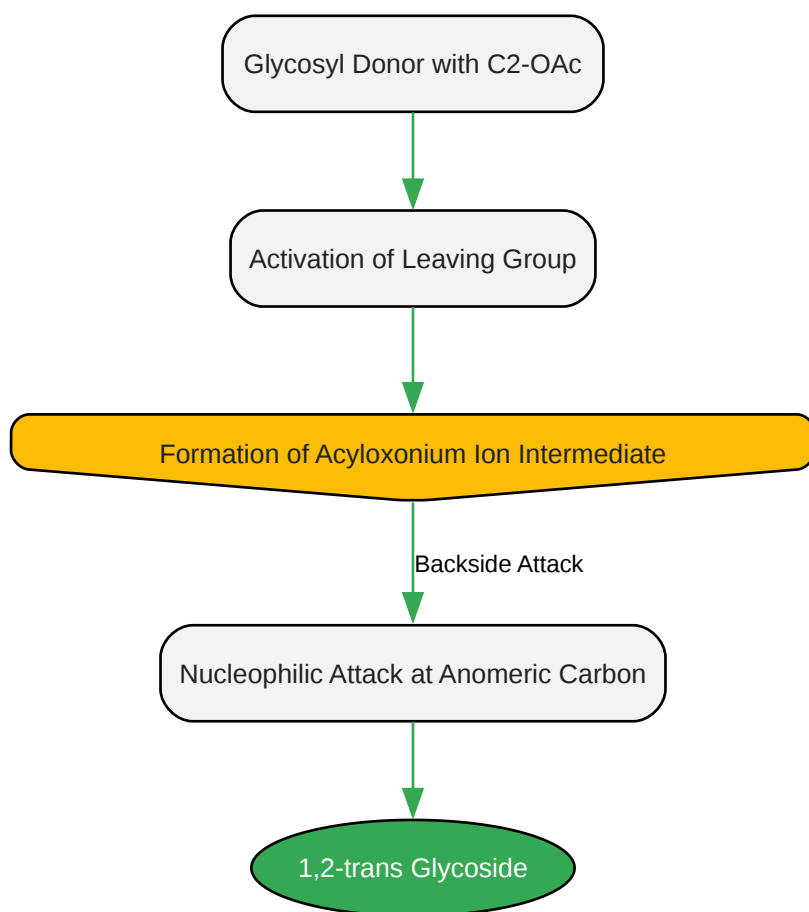 Glycosyl Donor with C2-OAc
Activation of Leaving Group
Formation of Acyloxonium Ion Intermediate
Backside Attack
Nucleophilic Attack at Anomeric Carbon
1,2-trans Glycoside